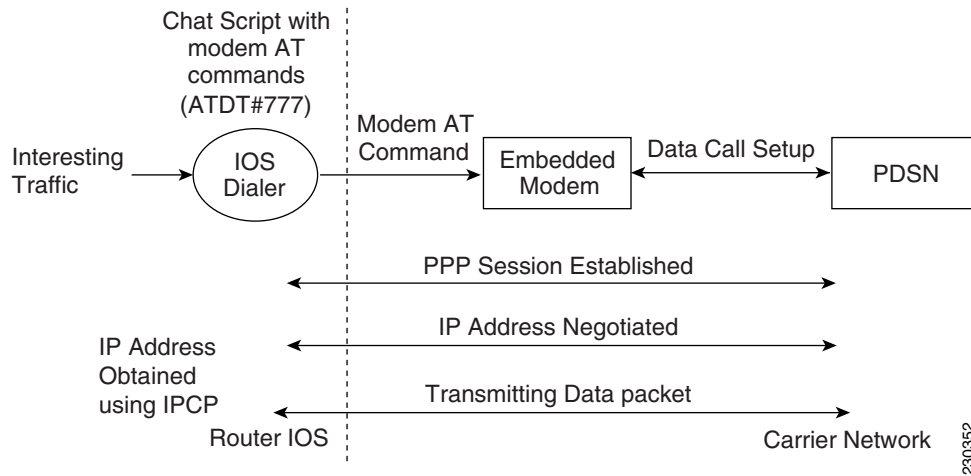 Chat Script with
modem AT
commands
(ATDT#777)
Interesting
Traffic
IOS
Dialer
Modem AT
Command
Embedded
Modem
Data Call Setup
PDSN
PPP Session Established
IP Address Negotiated
IP Address
Obtained
using IPCP
Transmitting Data packet
Router IOS
Carrier Network
230352